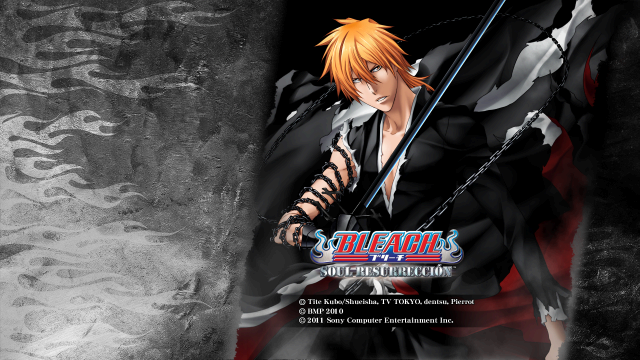 BLEACH
ブリーチ
SOUL RESURRECCIÓN
© Tite Kubo/Shueisha, TV TOKYO, dentsu, Pierrot
© BMP 2010
© 2011 Sony Computer Entertainment Inc.